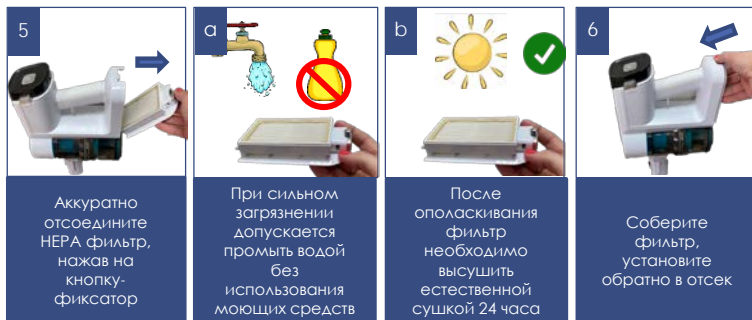 5
Аккуратно
отсоедините
HEPA фильтр,
нажав на
кнопку-
фиксатор
a
При сильном
загрязнении
допускается
промыть водой
без
использования
моющих средств
b
После
ополаскивания
фильтр
необходимо
высушить
естественной
сушкой 24 часа
6
Соберите
фильтр,
установите
обратно в отсек